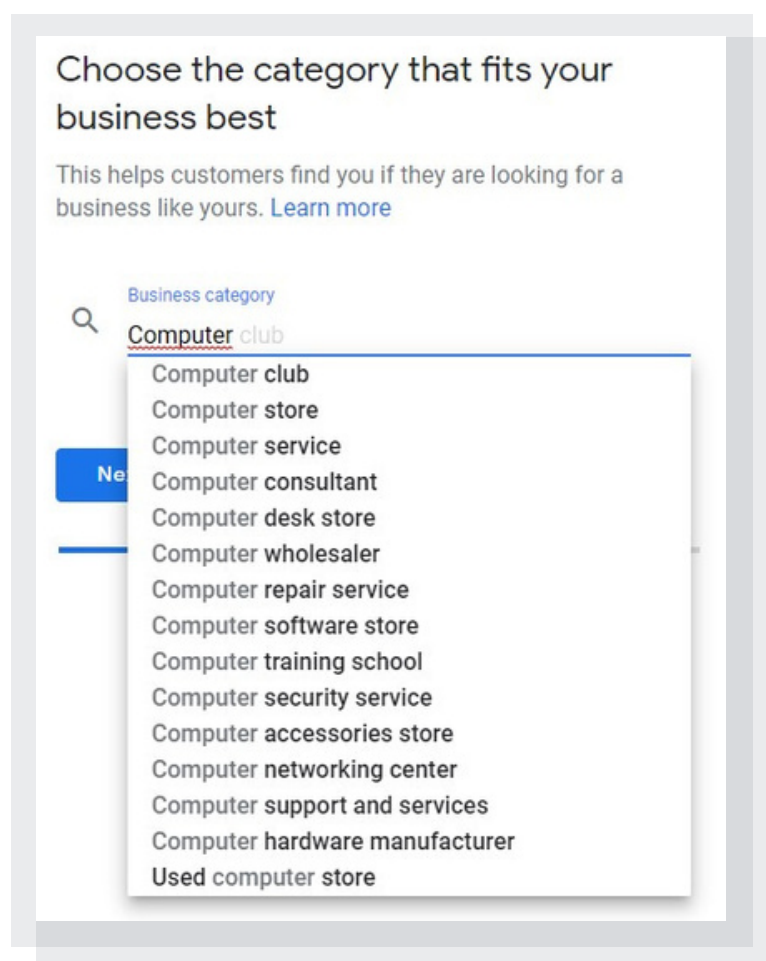 Choose the category that fits your
business best
This helps customers find you if they are looking for a
business like yours. Learn more
Business category
Computer club
Computer club
Computer store
Computer service
Computer consultant
Computer desk store
Computer wholesaler
Computer repair service
Computer software store
Computer training school
Computer security service
Computer accessories store
Computer networking center
Computer support and services
Computer hardware manufacturer
Used computer store